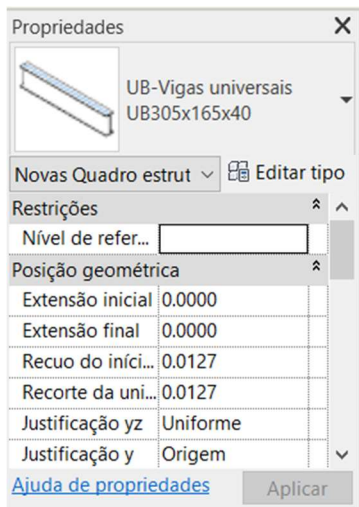 Propriedades
UB-Vigas universais
UB305x165x40
Novas Quadro estrut
Editar tipo
Restrições
Nível de refer...
Posição geométrica
Extensão inicial 0.0000
Extensão final 0.0000
Recuo do iníci... 0.0127
Recorte da uni... 0.0127
Justificação yz Uniforme
Justificação y Origem
Ajuda de propriedades
Aplicar